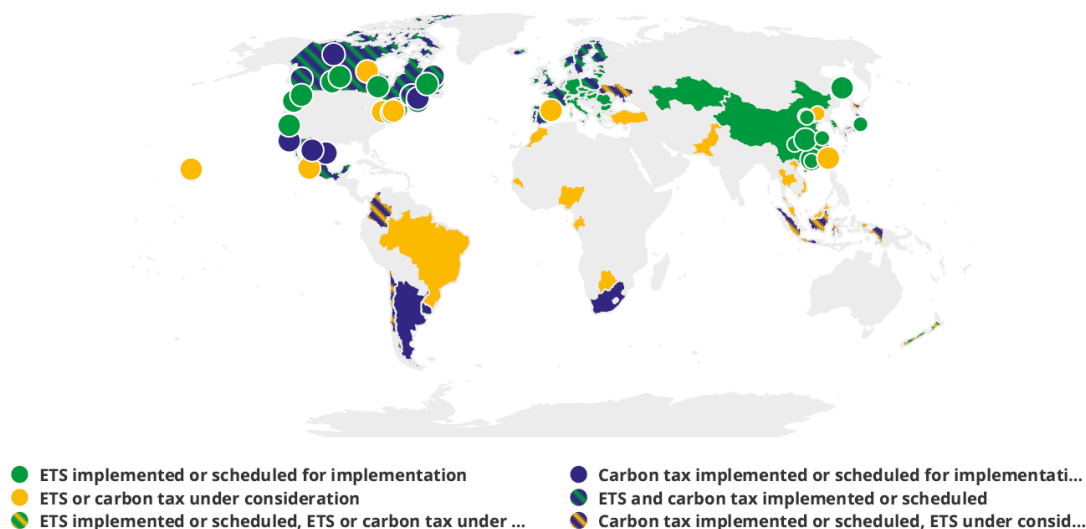 ETS implemented or scheduled for implementation
Carbon tax implemented or scheduled for implementati...
ETS or carbon tax under consideration
ETS and carbon tax implemented or scheduled
ETS implemented or scheduled, ETS or carbon tax under ...
Carbon tax implemented or scheduled, ETS under consid...